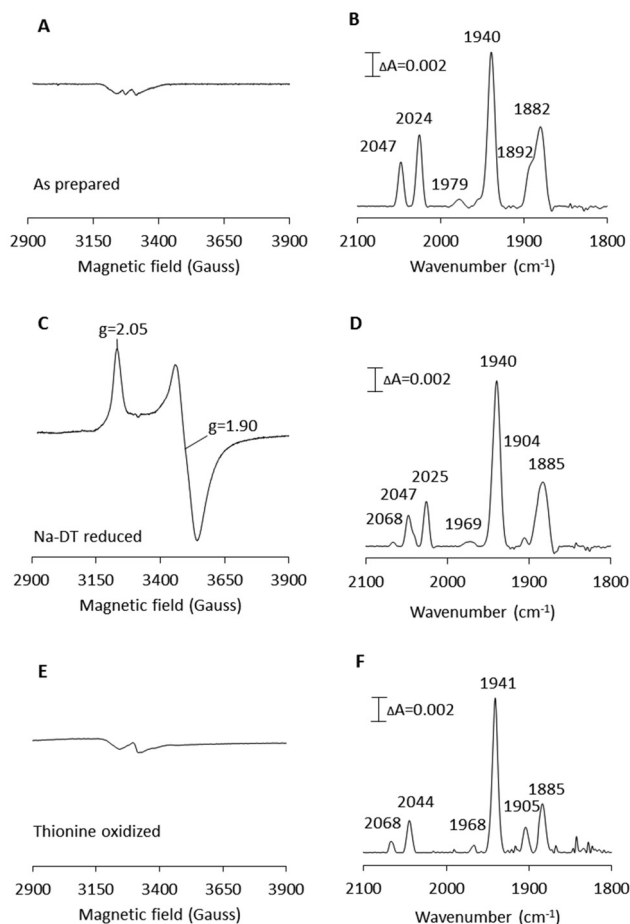 A
As prepared
2900 3150 3400 3650 3900
Magnetic field (Gauss)
B
ΔA=0.002
1940
2047 2024 1979 1892 1882
2100 2000 1900 1800
Wavenumber (cm-1)
C
g=2.05
g=1.90
Na-DT reduced
2900 3150 3400 3650 3900
Magnetic field (Gauss)
D
ΔA=0.002
1940
2068 2047 2025 1969 1904 1885
2100 2000 1900 1800
Wavenumber (cm-1)
E
Thionine oxidized
2900 3150 3400 3650 3900
Magnetic field (Gauss)
F
ΔA=0.002
1941
2068 2044 1968 1905 1885
2100 2000 1900 1800
Wavenumber (cm-1)